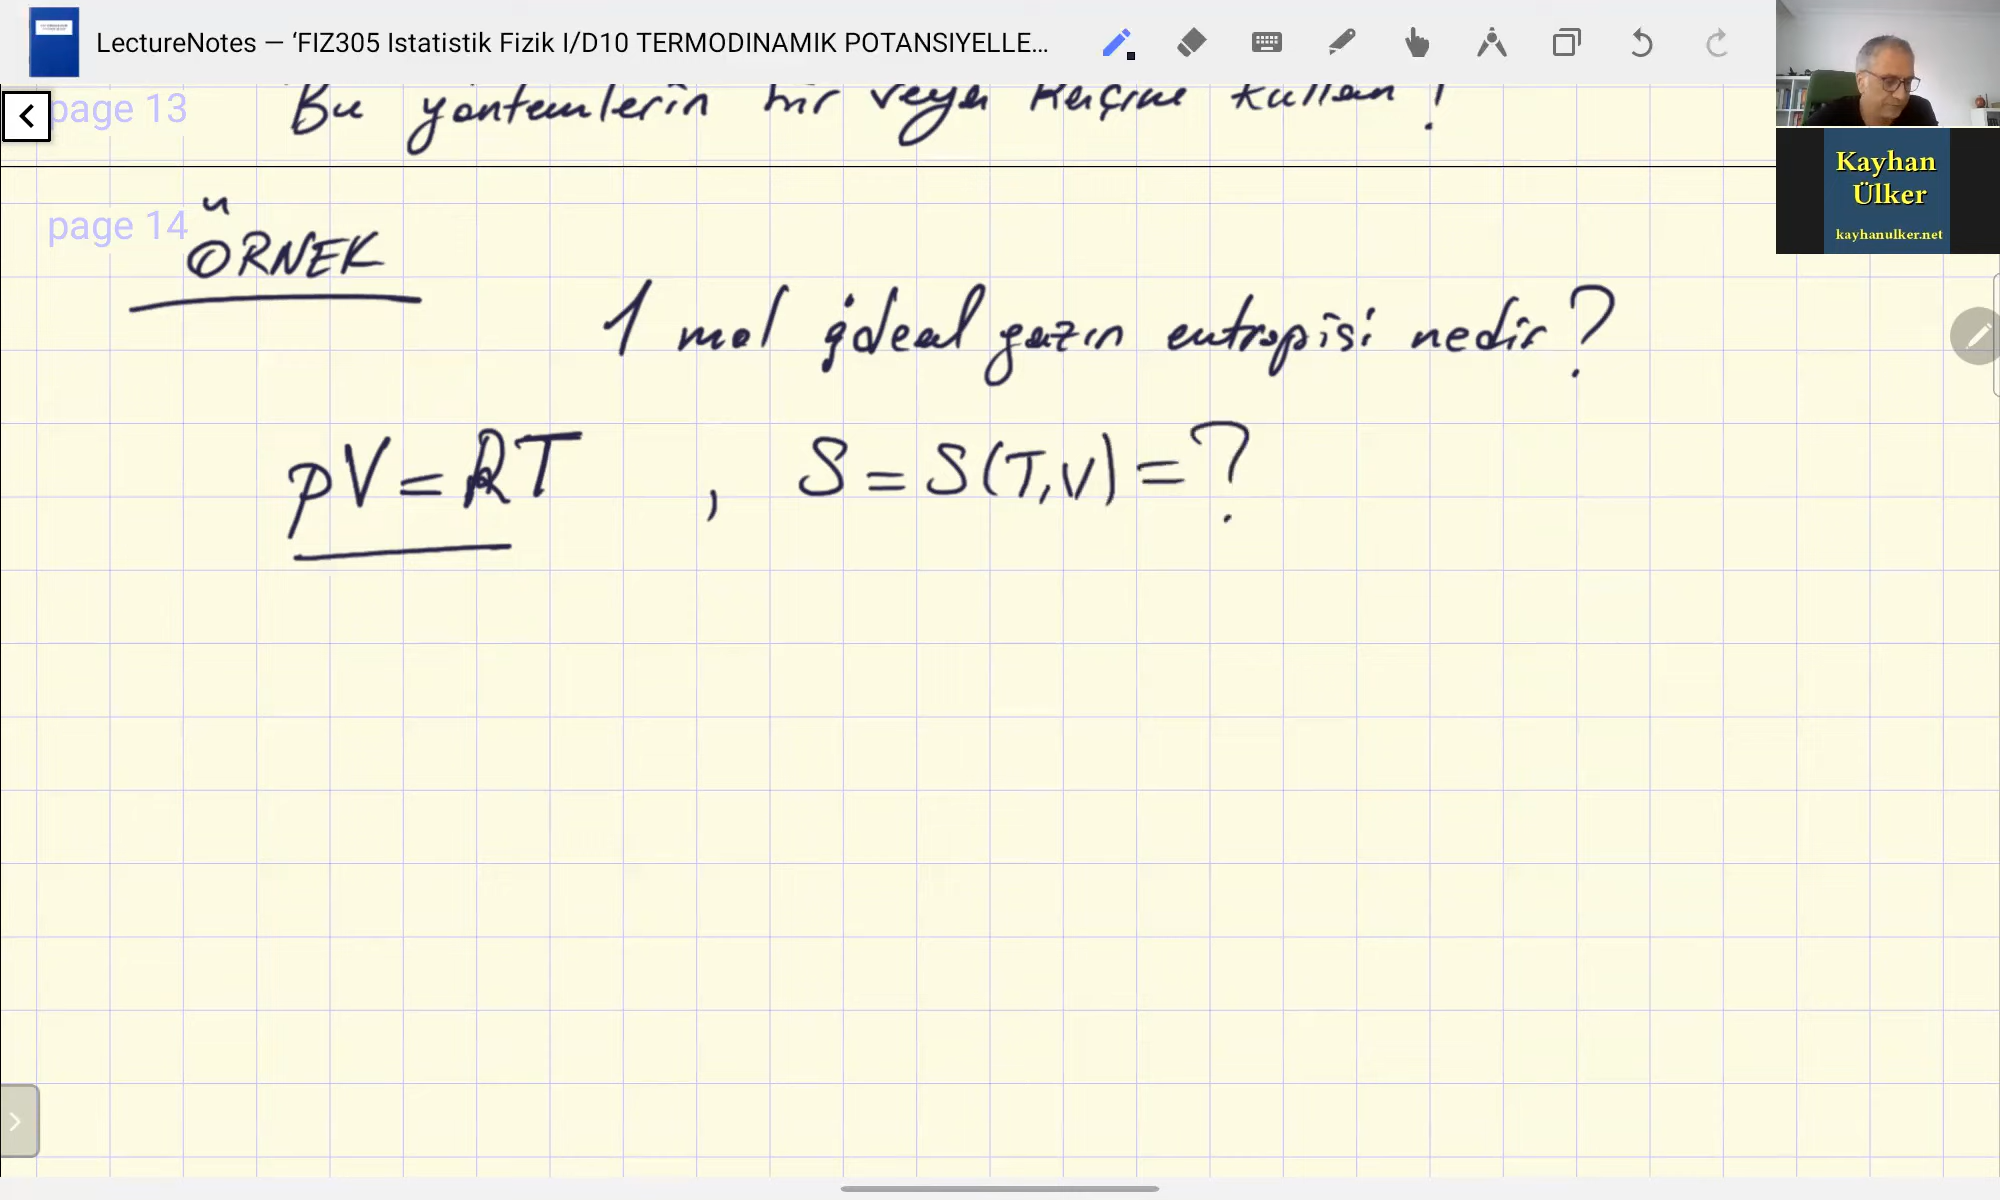 LectureNotes — ‘FIZ305 Istatistik Fizik I/D10 TERMODINAMIK POTANSIYELLE...
page 13
Bu yöntemlerin bir veya kaçını kullan !
Kayhan
Ülker
kayhanulker.net
page 14
ÖRNEK
1 mol ideal gazın entropisi nedir?
pV = RT , S = S(T,V) = ?